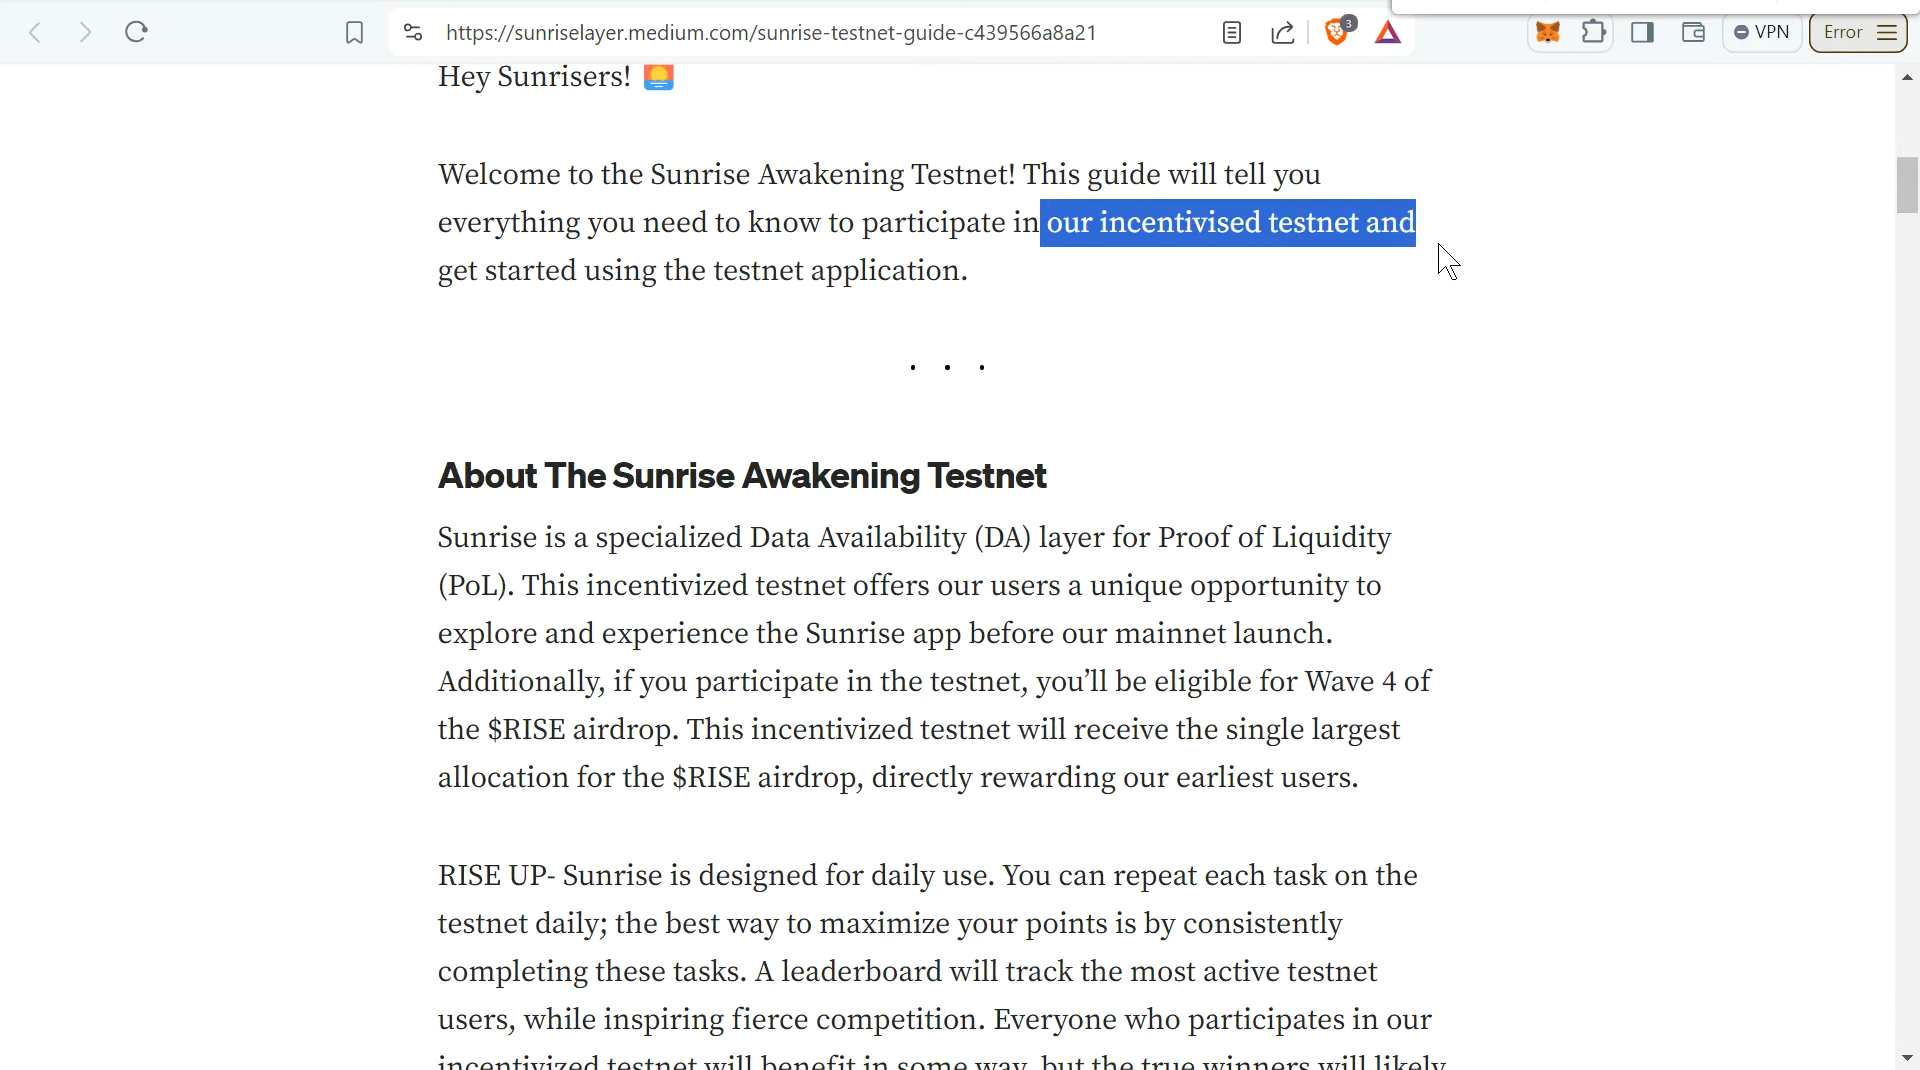 https://sunriselayer.medium.com/sunrise-testnet-guide-c439566a8a21
3
VPN
Error
Hey Sunrisers! 🌅
Welcome to the Sunrise Awakening Testnet! This guide will tell you
everything you need to know to participate in our incentivised testnet and
get started using the testnet application.
. . .
About The Sunrise Awakening Testnet
Sunrise is a specialized Data Availability (DA) layer for Proof of Liquidity
(PoL). This incentivized testnet offers our users a unique opportunity to
explore and experience the Sunrise app before our mainnet launch.
Additionally, if you participate in the testnet, you’ll be eligible for Wave 4 of
the $RISE airdrop. This incentivized testnet will receive the single largest
allocation for the $RISE airdrop, directly rewarding our earliest users.
RISE UP- Sunrise is designed for daily use. You can repeat each task on the
testnet daily; the best way to maximize your points is by consistently
completing these tasks. A leaderboard will track the most active testnet
users, while inspiring fierce competition. Everyone who participates in our
incentivized testnet will benefit in some way, but the true winners will likely